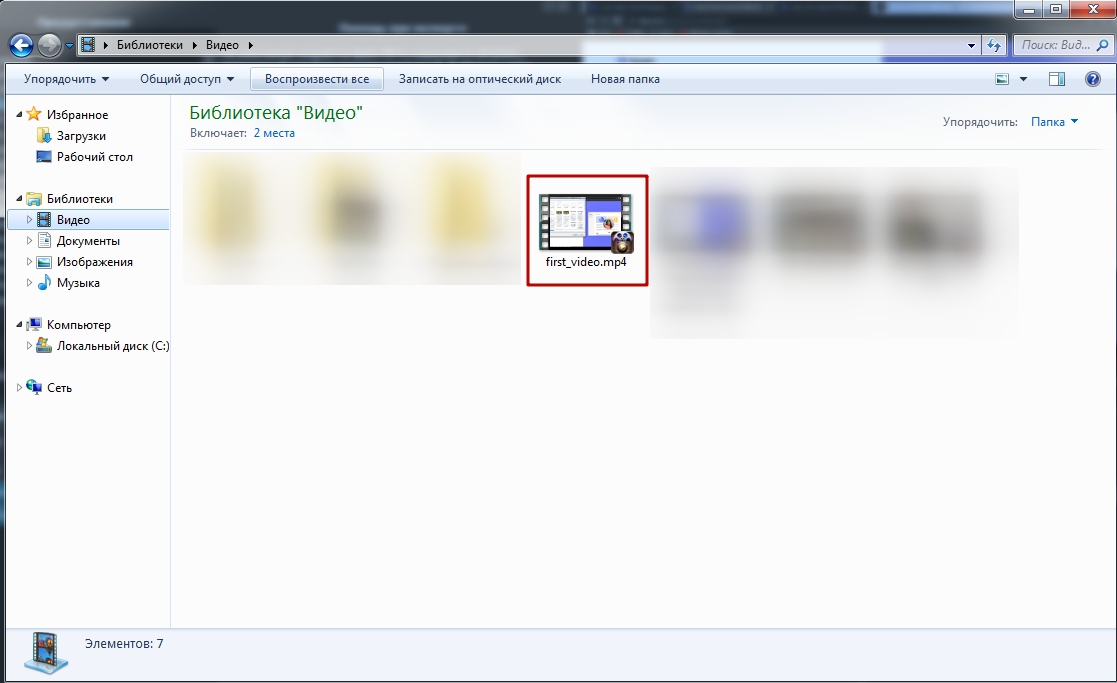 Библиотеки Видео
Поиск: Вид...
Упорядочить Общий доступ Воспроизвести все Записать на оптический диск Новая папка
Избранное
Загрузки
Рабочий стол
Библиотеки
Видео
Документы
Изображения
Музыка
Компьютер
Локальный диск (C:)
Сеть
Библиотека "Видео"
Включает: 2 места
Упорядочить: Папка
first_video.mp4
Элементов: 7